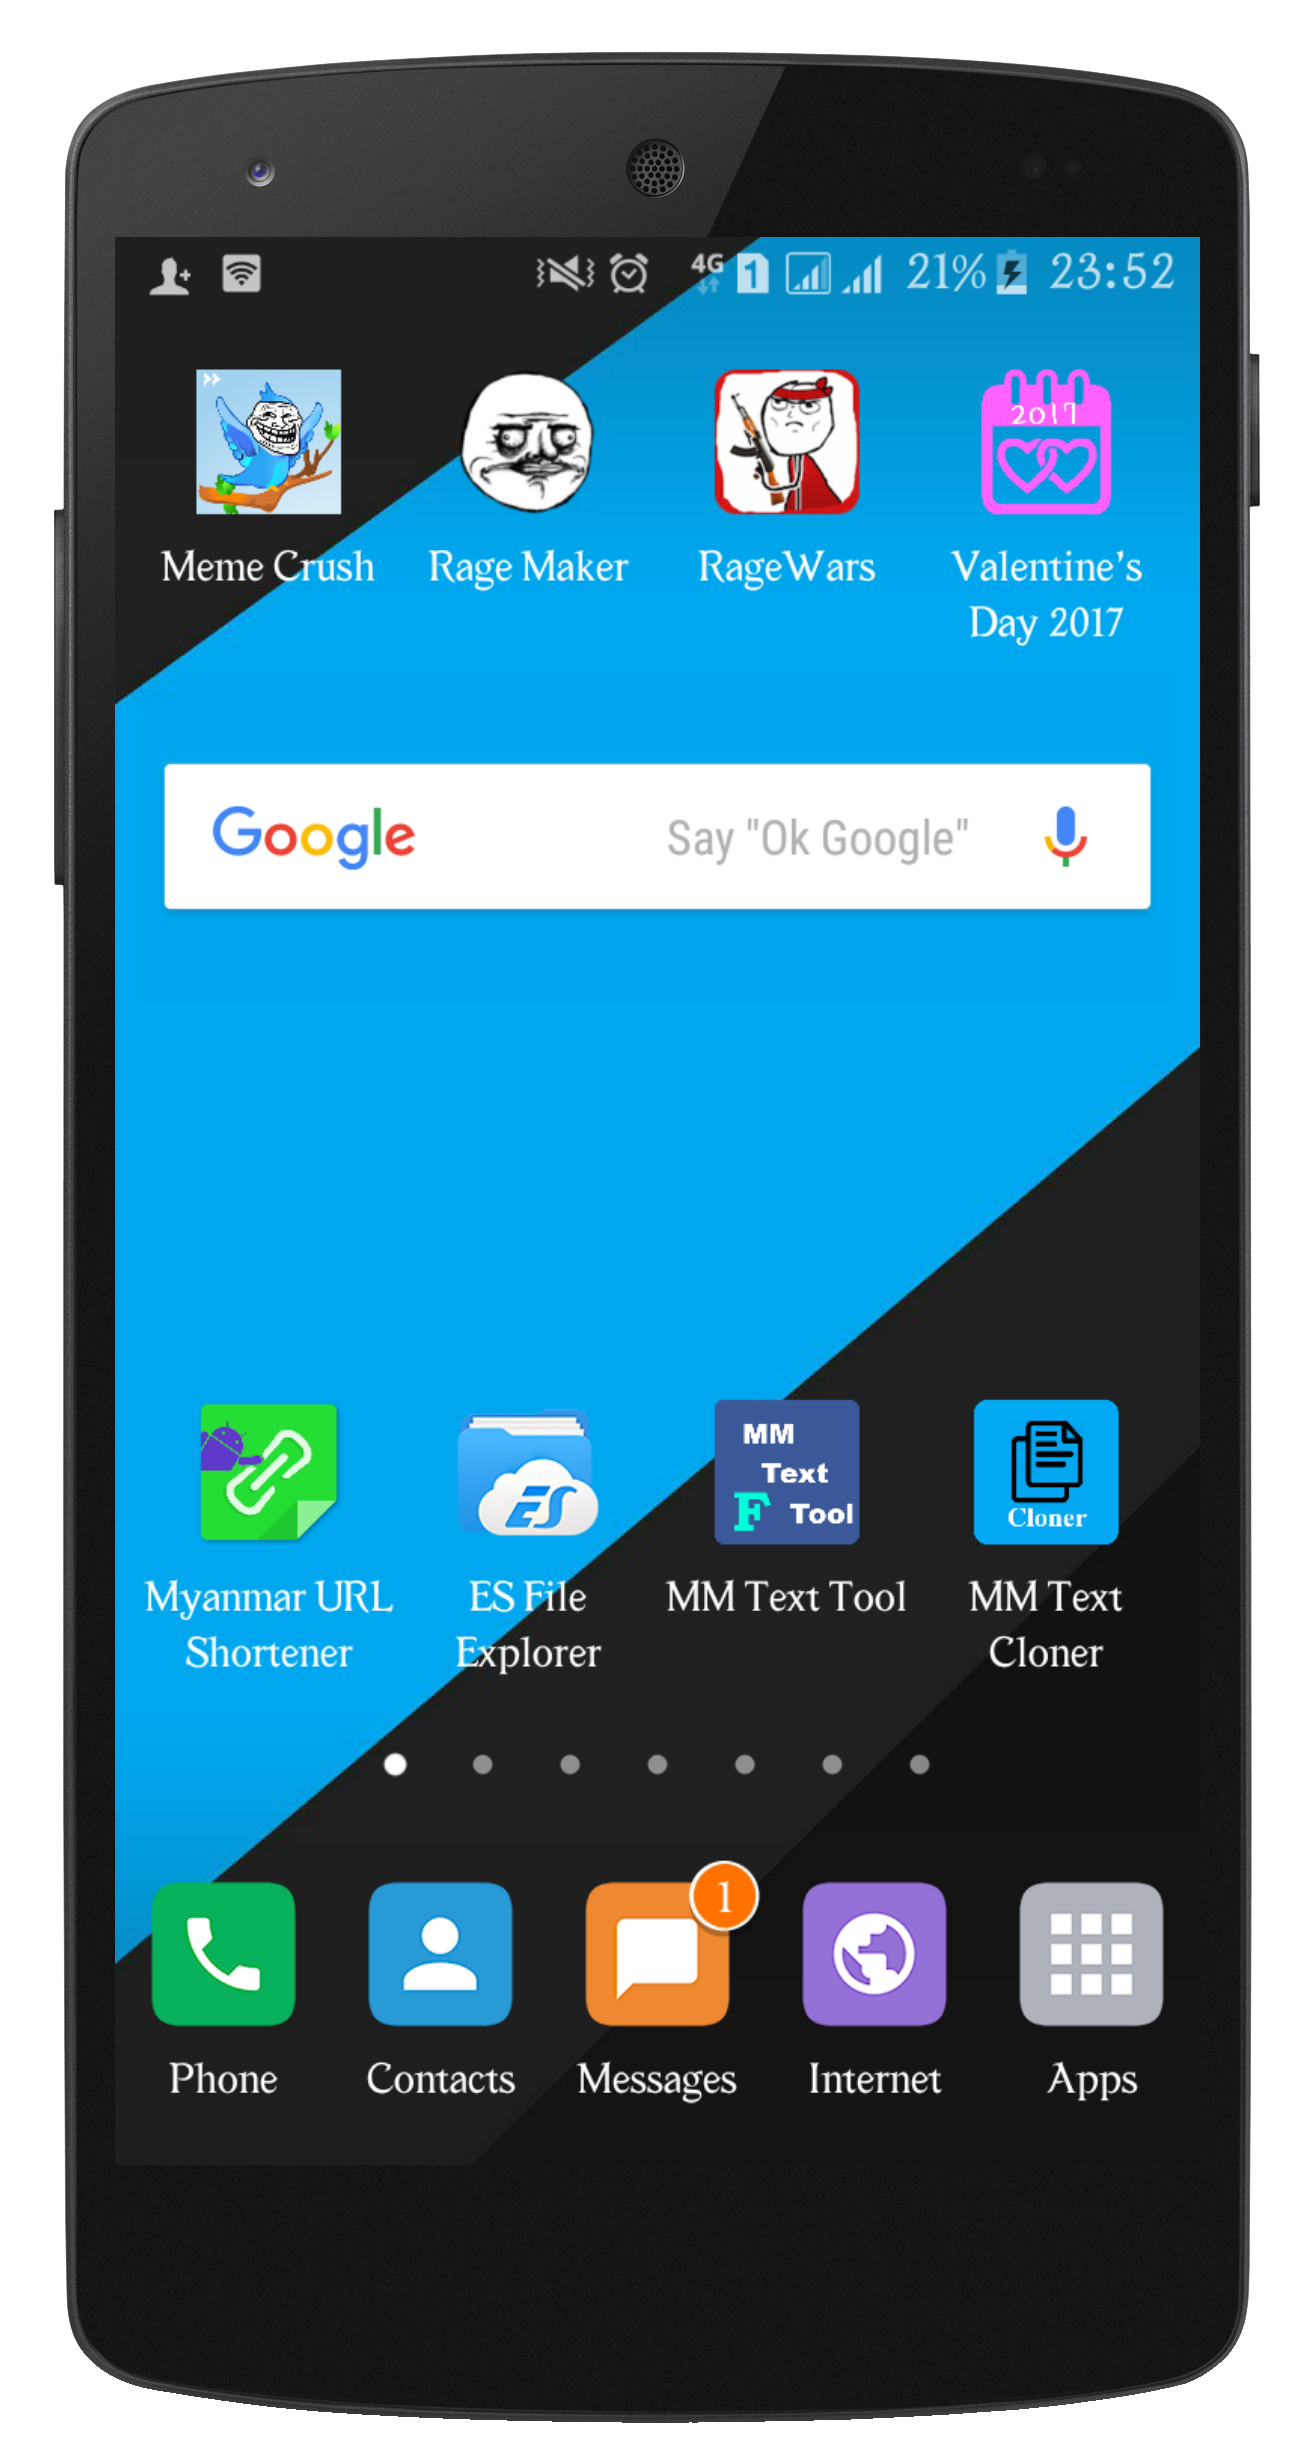 4G 1 21% 23:52
2017
Meme Crush Rage Maker RageWars Valentine's
Day 2017
Google Say "Ok Google"
MM
Text
F Tool
ES
Cloner
Myanmar URL ES File MM Text Tool MM Text
Shortener Explorer Cloner
1
Phone Contacts Messages Internet Apps